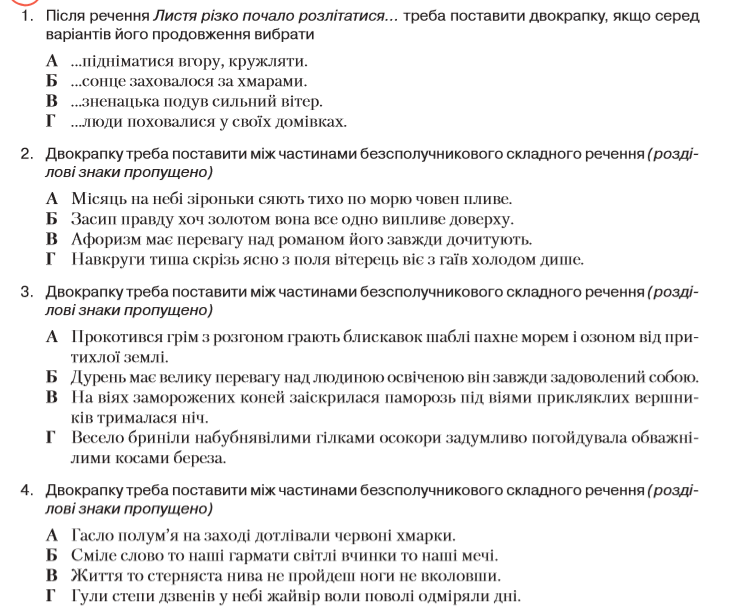 1. Після речення Листя різко почало розлітатися... треба поставити двокрапку, якщо серед
варіантів його продовження вибрати
А ...підніматися вгору, кружляти.
Б ...сонце заховалося за хмарами.
В ...зненацька подув сильний вітер.
Г ...люди поховалися у своїх домівках.
2. Двокрапку треба поставити між частинами безсполучникового складного речення (розді-
лові знаки пропущено)
А Місяць на небі зіроньки сяють тихо по морю човен пливе.
Б Засип правду хоч золотом вона все одно випливе доверху.
В Афоризм має перевагу над романом його завжди дочитують.
Г Навкруги тиша скрізь ясно з поля вітерець віє з гаїв холодом дише.
3. Двокрапку треба поставити між частинами безсполучникового складного речення (розді-
лові знаки пропущено)
А Прокотився грім з розгоном грають блискавок шаблі пахне морем і озоном від при-
тихлої землі.
Б Дурень має велику перевагу над людиною освіченою він завжди задоволений собою.
В На віях заморожених коней заіскрилася паморозь під віями прикляклих вершни-
ків трималася ніч.
Г Весело бриніли набубнявілими гілками осокори задумливо погойдувала обважні-
лими косами береза.
4. Двокрапку треба поставити між частинами безсполучникового складного речення (розді-
лові знаки пропущено)
А Гасло полум’я на заході дотлівали червоні хмарки.
Б Сміле слово то наші гармати світлі вчинки то наші мечі.
В Життя то стерняста нива не пройдеш ноги не вколовши.
Г Гули степи дзвенів у небі жайвір воли поволі одміряли дні.